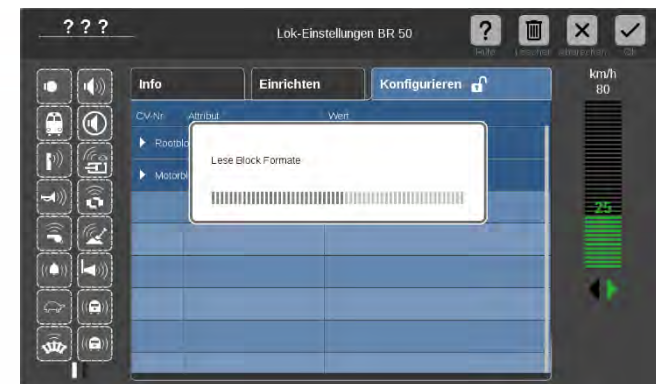 ? ? ?
Lok-Einstellungen BR 50
?
Hilfe
Löschen
Abbrechen
Ok
Info
Einrichten
Konfigurieren
km/h
80
CV-Nr.
Attribut
Wert
Rootblo
Motorbl
Lese Block Formate
25